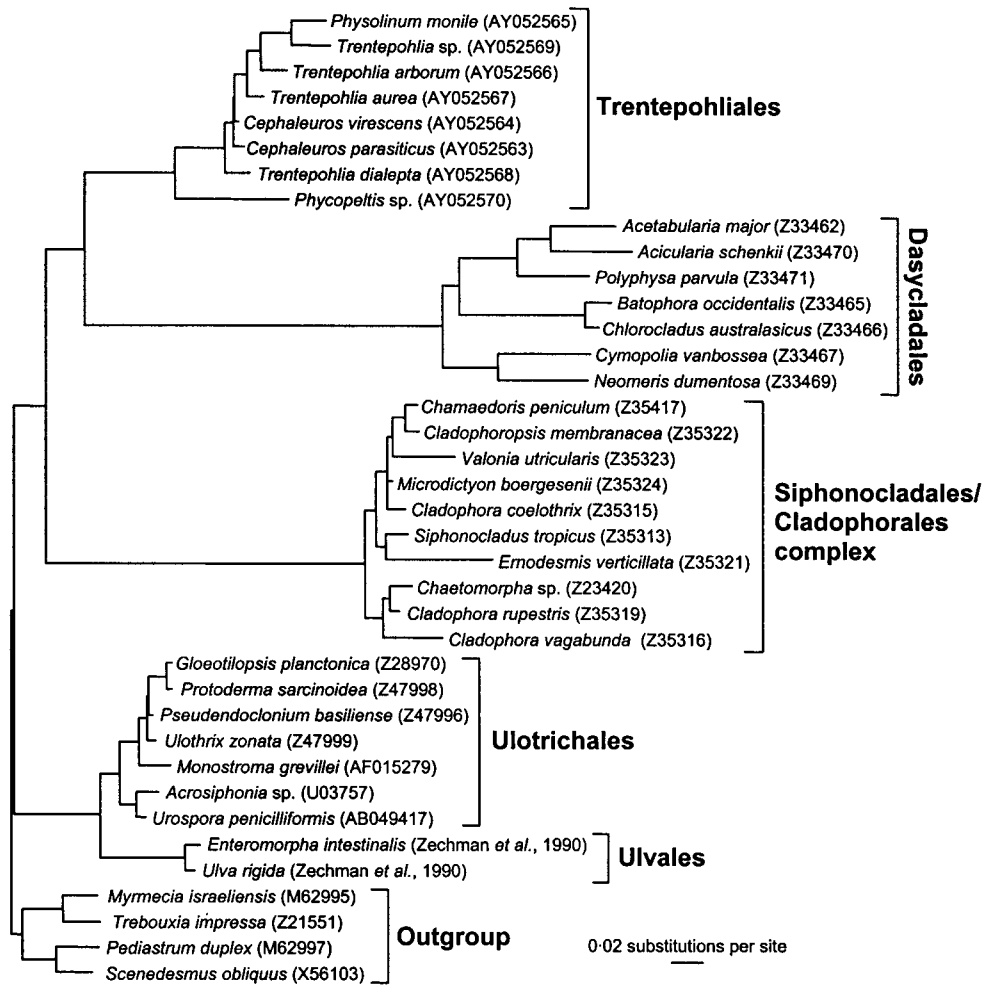 Physolinum monile (AY052565)
Trentepohlia sp. (AY052569)
Trentepohlia arborum (AY052566)
Trentepohlia aurea (AY052567)
Cephaleuros virescens (AY052564)
Cephaleuros parasiticus (AY052563)
Trentepohlia dialepta (AY052568)
Phycopeltis sp. (AY052570)
Trentepohliales
Acetabularia major (Z33462)
Acicularia schenkii (Z33470)
Polyphysa parvula (Z33471)
Batophora occidentalis (Z33465)
Chlorocladus australasicus (Z33466)
Cymopolia vanbossea (Z33467)
Neomeris dumentosa (Z33469)
Dasycladales
Chamaedoris peniculum (Z35417)
Cladophoropsis membranacea (Z35322)
Valonia utricularis (Z35323)
Microdictyon boergesenii (Z35324)
Cladophora coelothrix (Z35315)
Siphonocladus tropicus (Z35313)
Ernodesmis verticillata (Z35321)
Chaetomorpha sp. (Z23420)
Cladophora rupestris (Z35319)
Cladophora vagabunda (Z35316)
Siphonocladales/
Cladophorales
complex
Gloeotilopsis planctonica (Z28970)
Protoderma sarcinoidea (Z47998)
Pseudendoclonium basiliense (Z47996)
Ulothrix zonata (Z47999)
Monostroma grevillei (AF015279)
Acrosiphonia sp. (U03757)
Urospora penicilliformis (AB049417)
Ulotrichales
Enteromorpha intestinalis (Zechman et al., 1990)
Ulva rigida (Zechman et al., 1990)
Ulvales
Myrmecia israeliensis (M62995)
Trebouxia impressa (Z21551)
Pediastrum duplex (M62997)
Scenedesmus obliquus (X56103)
Outgroup
0·02 substitutions per site